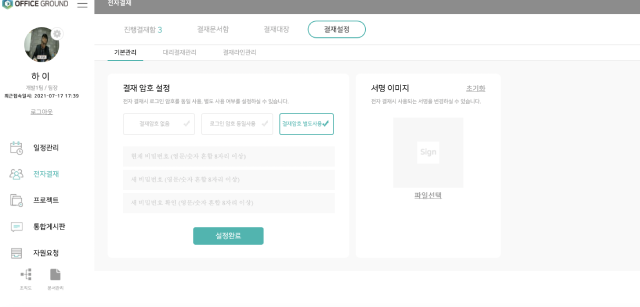 OFFICE GROUND
전자결재
하 이
개발1팀 / 팀장
최근접속일시: 2021-07-17 17:39
로그아웃
일정관리
전자결재
프로젝트
통합게시판
자원요청
조직도
문서관리
진행결재함 3
결재문서함
결재대장
결재설정
기본관리
대리결재관리
결재라인관리
결재 암호 설정
전자 결재시 로그인 암호를 동일 사용, 별도 사용 여부를 설정하실 수 있습니다.
결재암호 없음
로그인 암호 동일사용
결재암호 별도사용
현재 비밀번호 (영문/숫자 혼합 8자리 이상)
새 비밀번호 (영문/숫자 혼합 8자리 이상)
새 비밀번호 확인 (영문/숫자 혼합 8자리 이상)
설정완료
서명 이미지
초기화
전자 결재시 사용되는 서명을 변경하실 수 있습니다.
Sign
파일선택